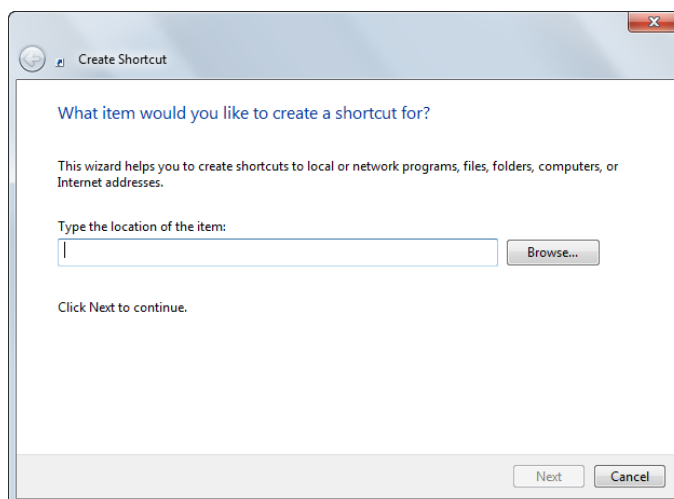 Create Shortcut
What item would you like to create a shortcut for?
This wizard helps you to create shortcuts to local or network programs, files, folders, computers, or
Internet addresses.
Type the location of the item:
Browse...
Click Next to continue.
Next
Cancel